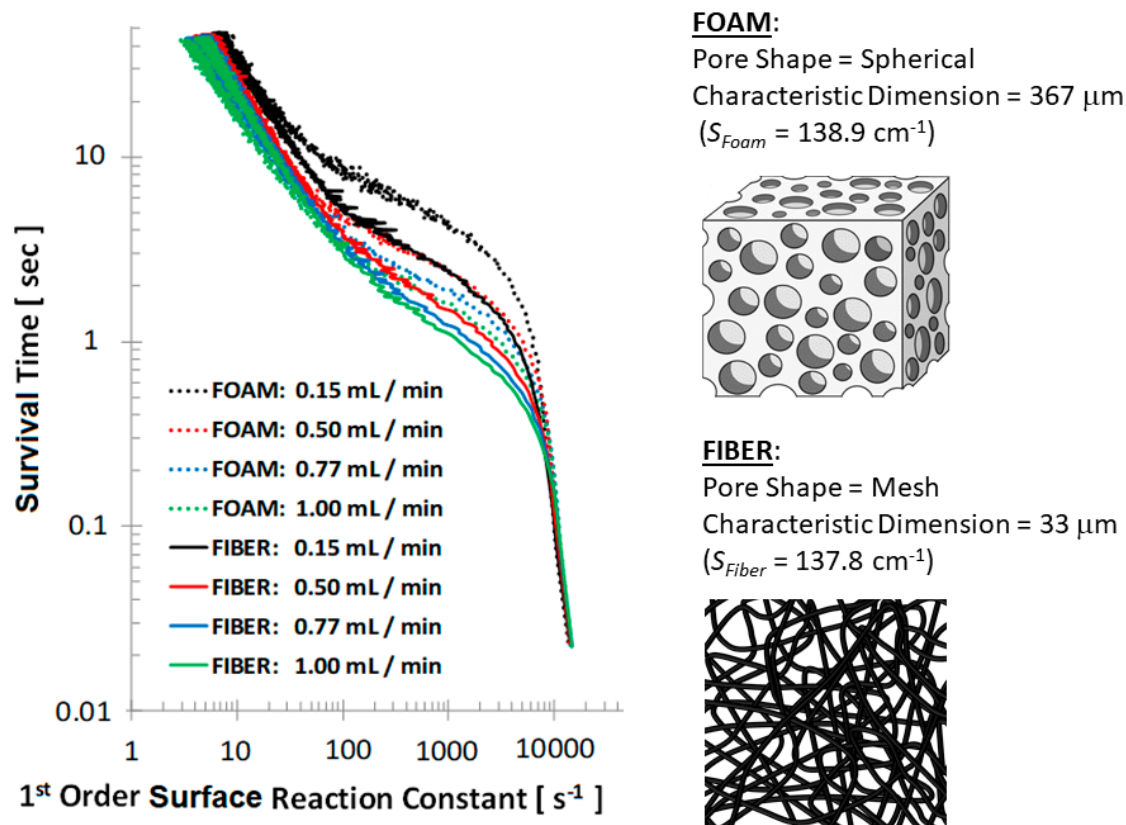 Survival Time [ sec ]
10
1
0.1
0.01
FOAM: 0.15 mL / min
FOAM: 0.50 mL / min
FOAM: 0.77 mL / min
FOAM: 1.00 mL / min
FIBER: 0.15 mL / min
FIBER: 0.50 mL / min
FIBER: 0.77 mL / min
FIBER: 1.00 mL / min
1 10 100 1000 10000
1st Order Surface Reaction Constant [ s-1 ]
FOAM:
Pore Shape = Spherical
Characteristic Dimension = 367 μm
(SFoam = 138.9 cm-1)
FIBER:
Pore Shape = Mesh
Characteristic Dimension = 33 μm
(SFiber = 137.8 cm-1)